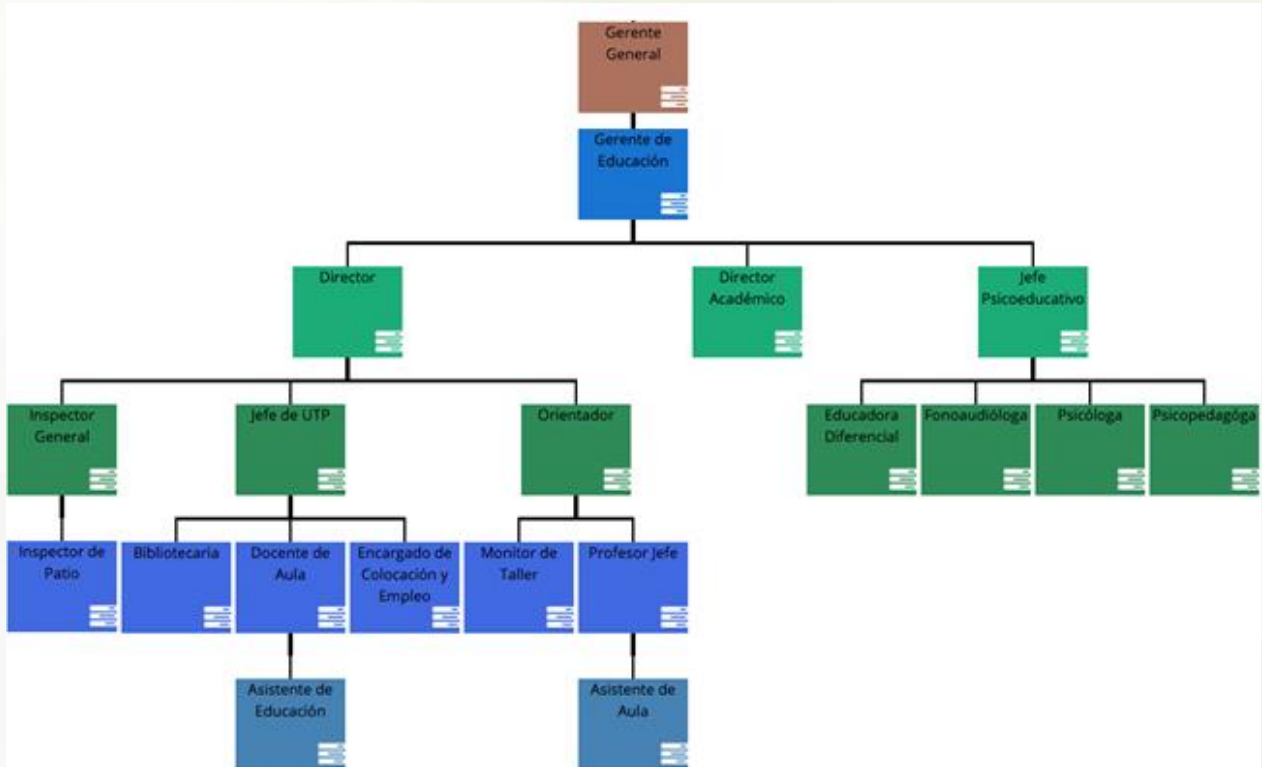 Gerente
General
Gerente de
Educación
Director
Director
Académico
Jefe
Psicoeducativo
Inspector
General
Jefe de UTP
Orientador
Educadora
Diferencial
Fonoaudióloga
Psicóloga
Psicopedagóga
Inspector de
Patio
Bibliotecaria
Docente de
Aula
Encargado de
Colocación y
Empleo
Monitor de
Taller
Profesor Jefe
Asistente de
Educación
Asistente de
Aula